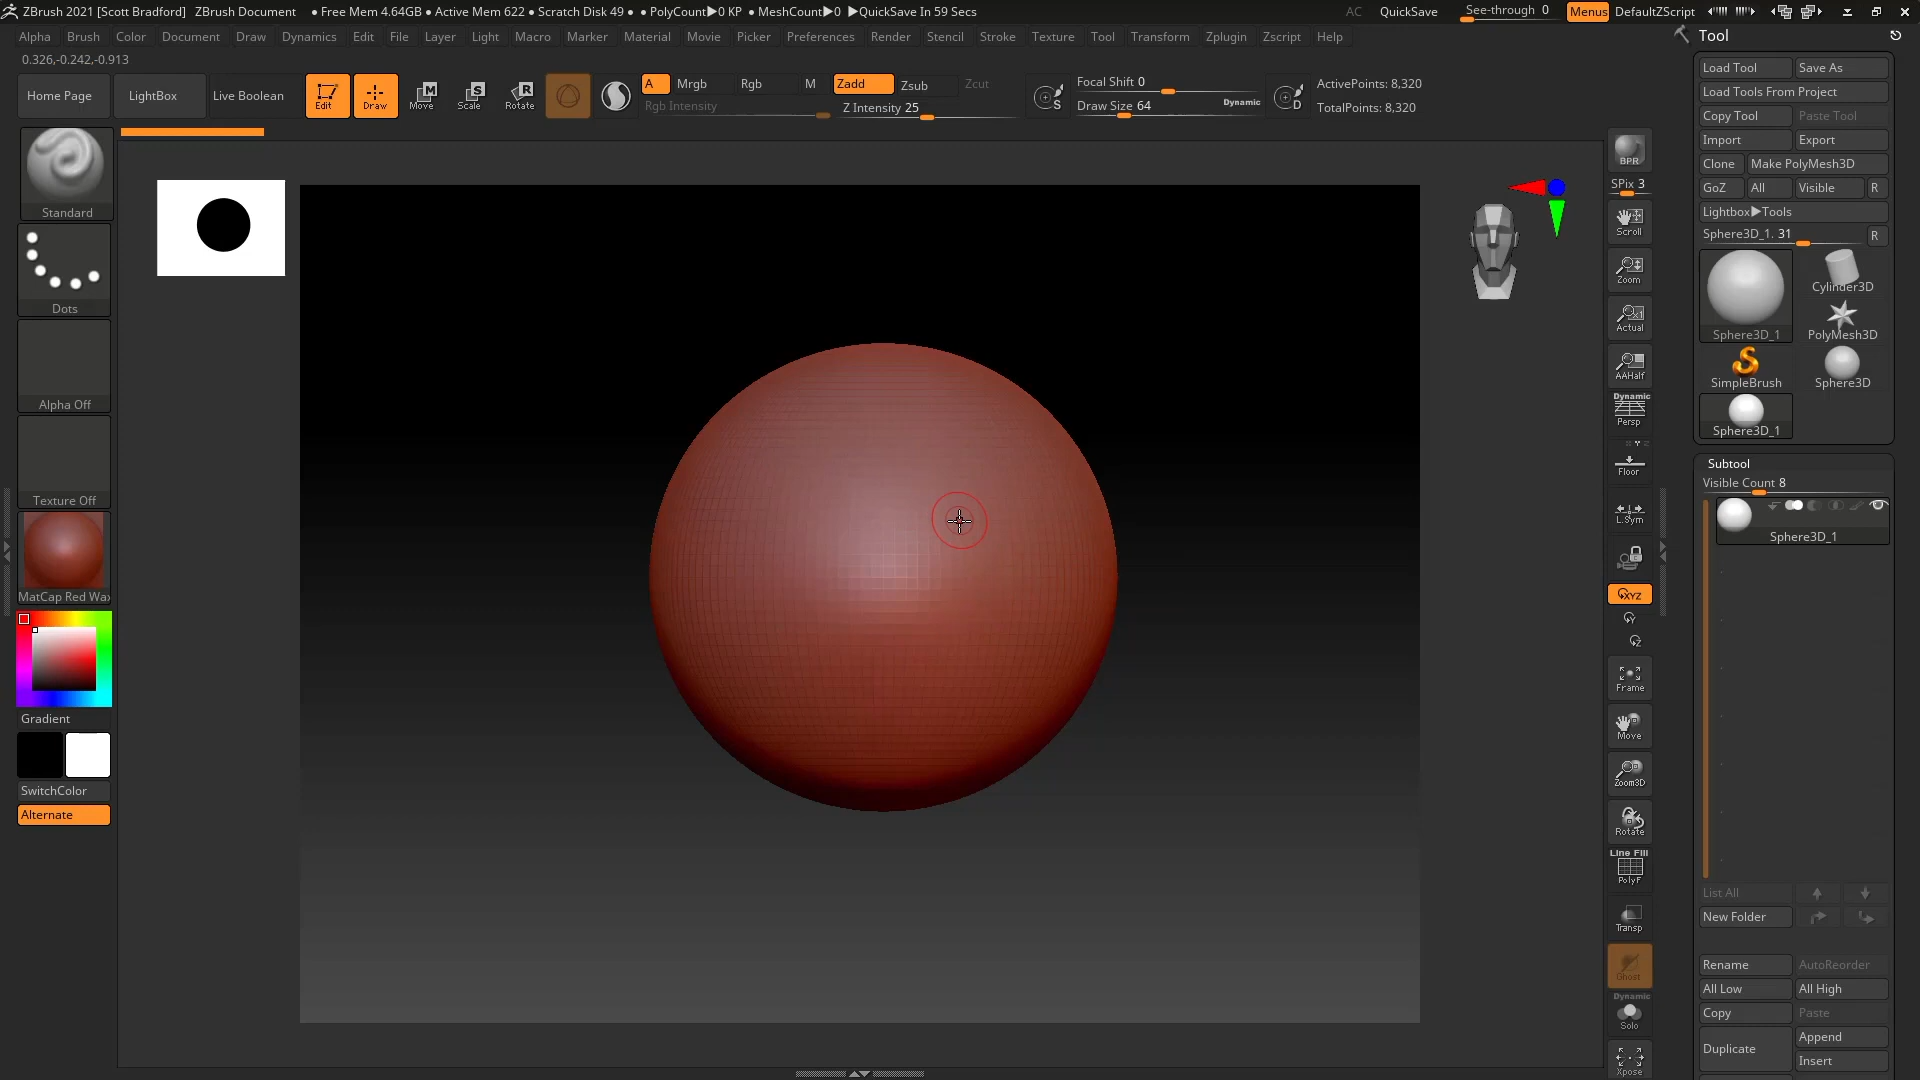 ZBrush 2021 [Scott Bradford] ZBrush Document • Free Mem 4.64GB • Active Mem 622 • Scratch Disk 49 • • PolyCount▶0 KP • MeshCount▶0 ▶QuickSave In 59 Secs AC QuickSave See-through 0 Menus DefaultZScript
Alpha Brush Color Document Draw Dynamics Edit File Layer Light Macro Marker Material Movie Picker Preferences Render Stencil Stroke Texture Tool Transform Zplugin Zscript Help
Tool
0.326,-0.242,-0.913
Home Page LightBox Live Boolean Edit Draw Move Scale Rotate
M S R
A Mrgb Rgb M
Rgb Intensity
Zadd Zsub Zcut
Z Intensity 25
S
Focal Shift 0
Draw Size 64 Dynamic
D
ActivePoints: 8,320
TotalPoints: 8,320
Standard
Dots
Alpha Off
Texture Off
MatCap Red Wax
Gradient
SwitchColor
Alternate
BPR
SPix 3
Scroll
Zoom
Actual
AAHalf
Dynamic
Persp
Floor
L.Sym
XYZ
Y
Z
Frame
Move
Zoom3D
Rotate
Line Fill
PolyF
Transp
Ghost
Dynamic
Solo
Xpose
Load Tool Save As
Load Tools From Project
Copy Tool Paste Tool
Import Export
Clone Make PolyMesh3D
GoZ All Visible R
Lightbox▶Tools
Sphere3D_1. 31 R
Sphere3D_1
Cylinder3D
PolyMesh3D
SimpleBrush Sphere3D
Sphere3D_1
Subtool
Visible Count 8
Sphere3D_1
List All
New Folder
Rename AutoReorder
All Low All High
Copy Paste
Duplicate
Append
Insert